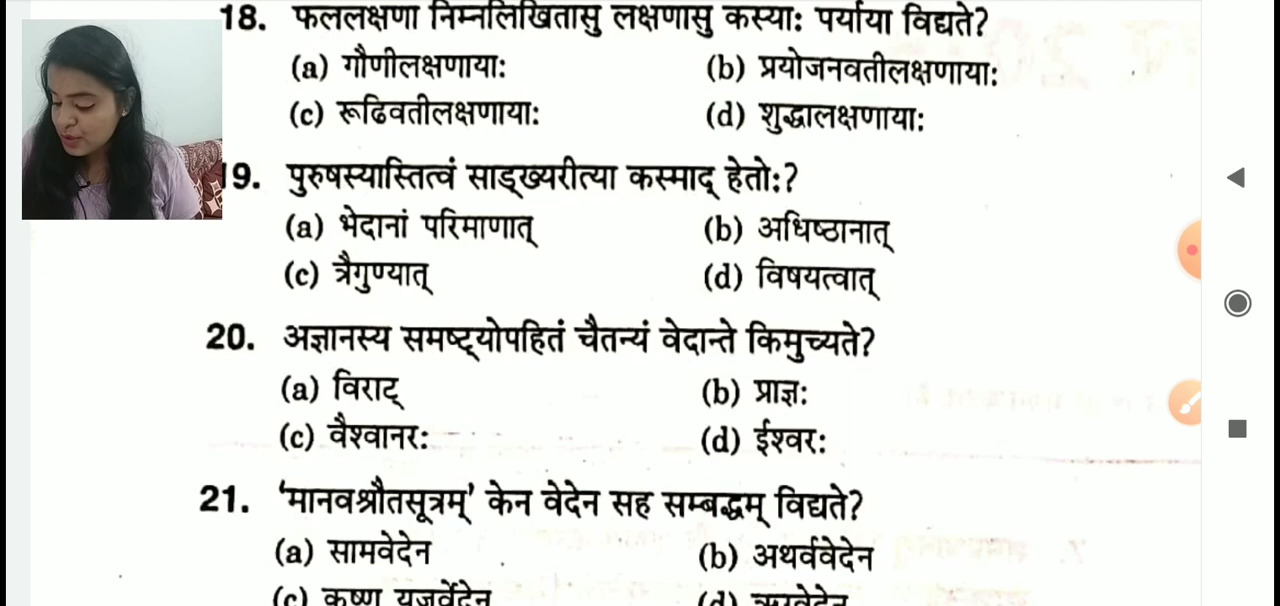 18. फललक्षणा निम्नलिखितासु लक्षणासु कस्याः पर्याया विद्यते?
(a) गौणीलक्षणायाः (b) प्रयोजनवतीलक्षणायाः
(c) रूढिवतीलक्षणायाः (d) शुद्धालक्षणायाः
19. पुरुषस्यास्तित्वं साङ्ख्यरीत्या कस्माद् हेतोः?
(a) भेदानां परिमाणात् (b) अधिष्ठानात्
(c) त्रैगुण्यात् (d) विषयत्वात्
20. अज्ञानस्य समष्ट्योपहितं चैतन्यं वेदान्ते किमुच्यते?
(a) विराट् (b) प्राज्ञः
(c) वैश्वानरः (d) ईश्वरः
21. 'मानवश्रौतसूत्रम्' केन वेदेन सह सम्बद्धम् विद्यते?
(a) सामवेदेन (b) अथर्ववेदेन
(c) कृष्ण यजुर्वेदेन (d) ऋग्वेदेन